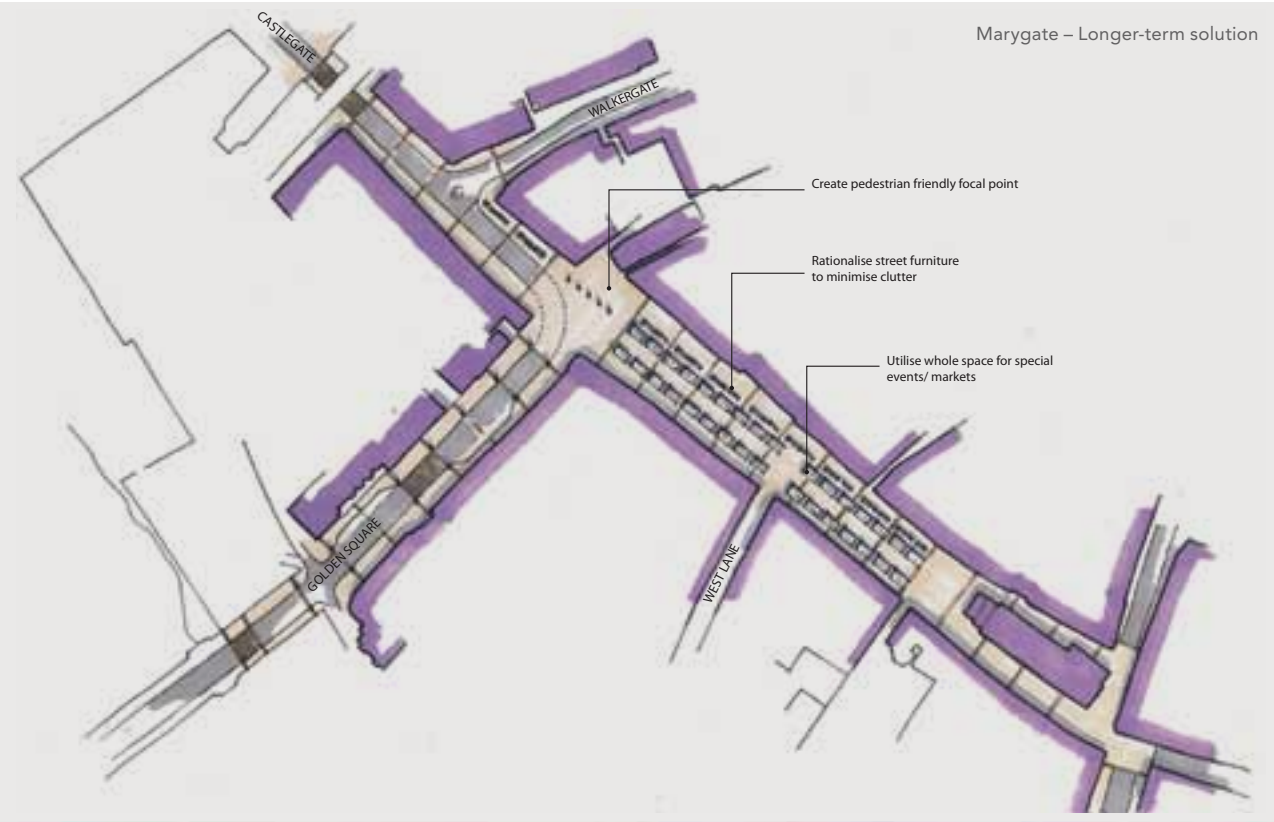 Marygate – Longer-term solution
CASTLEGATE
WALKERGATE
Create pedestrian friendly focal point
Rationalise street furniture
to minimise clutter
Utilise whole space for special
events/ markets
GOLDEN SQUARE
WEST LANE